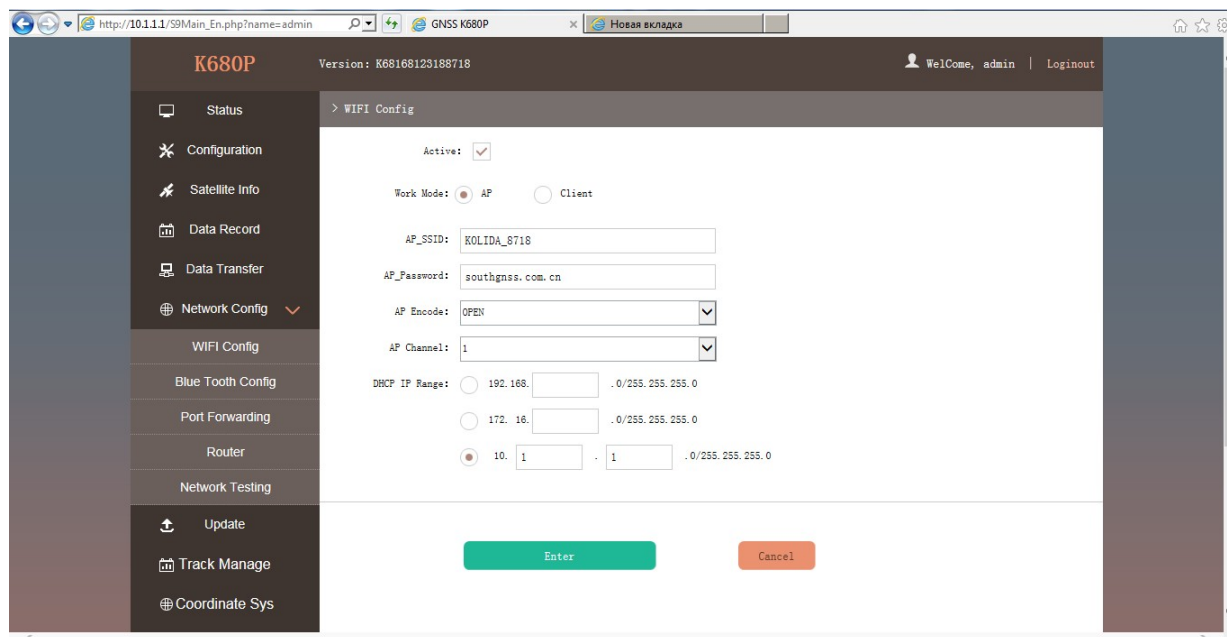 http://10.1.1.1/S9Main_En.php?name=admin
GNSS K680P
Новая вкладка
K680P
Version: K68168123188718
WelCome, admin | Loginout
Status
Configuration
Satellite Info
Data Record
Data Transfer
Network Config
WIFI Config
Blue Tooth Config
Port Forwarding
Router
Network Testing
Update
Track Manage
Coordinate Sys
> WIFI Config
Active:
Work Mode: AP Client
AP_SSID: KOLIDA_8718
AP_Password: southgnss.com.cn
AP Encode: OPEN
AP Channel: 1
DHCP IP Range: 192.168. .0/255.255.255.0
172. 16. .0/255.255.255.0
10. 1 . 1 .0/255.255.255.0
Enter Cancel